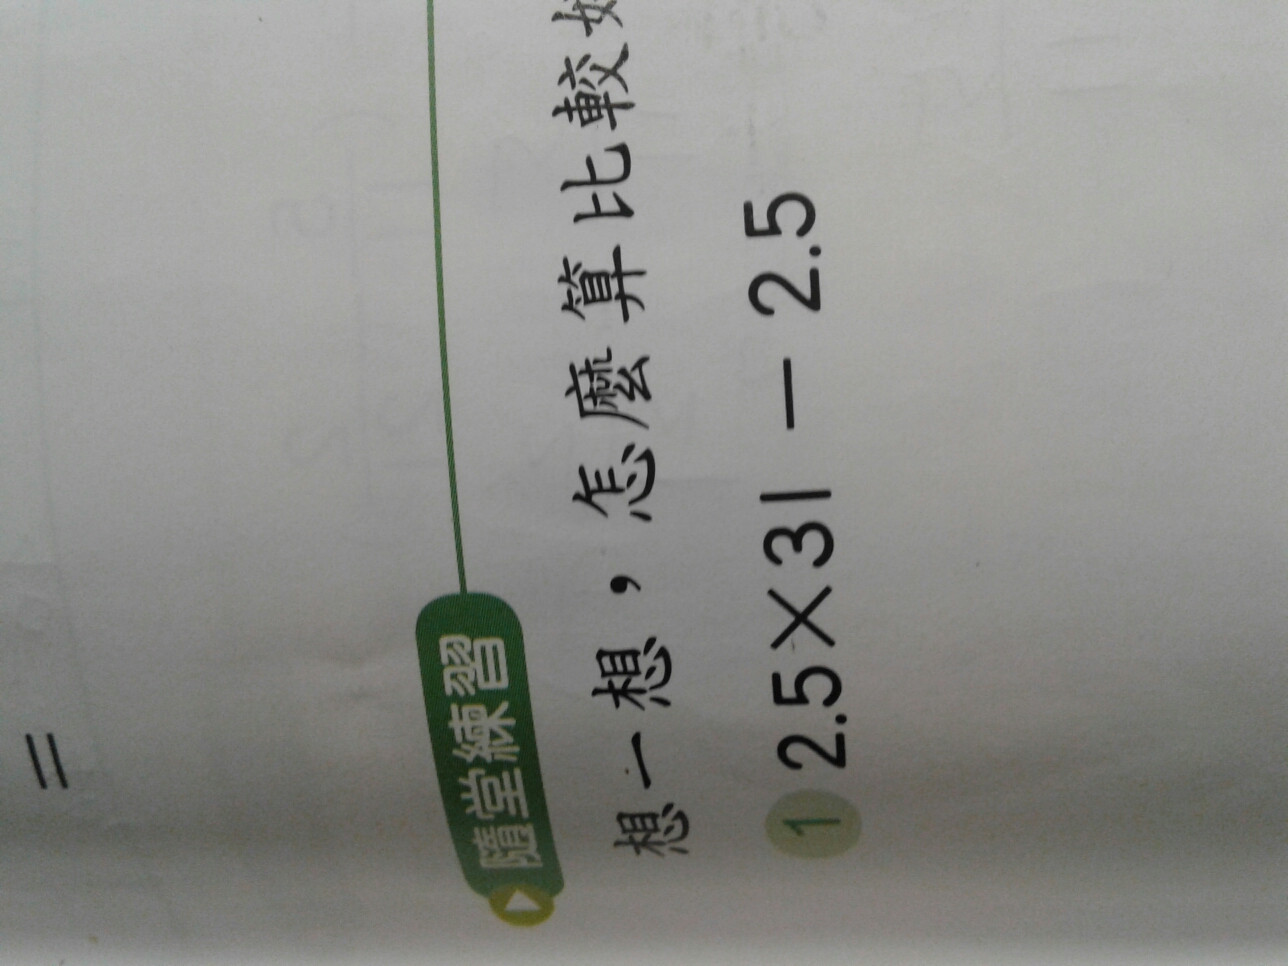 =
隨堂練習
想一想，怎麼算比較
1 2.5×31－2.5